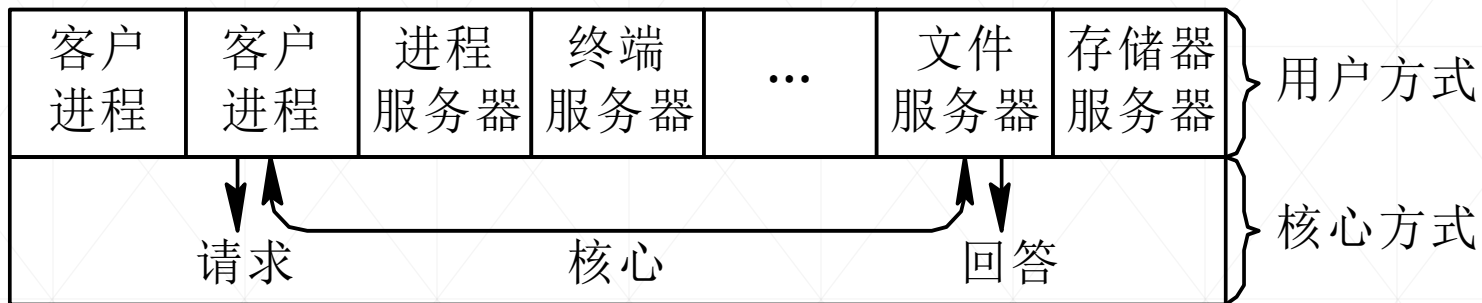 客户
进程
客户
进程
进程
服务器
终端
服务器
…
文件
服务器
存储器
服务器
用户方式
请求
核心
回答
核心方式